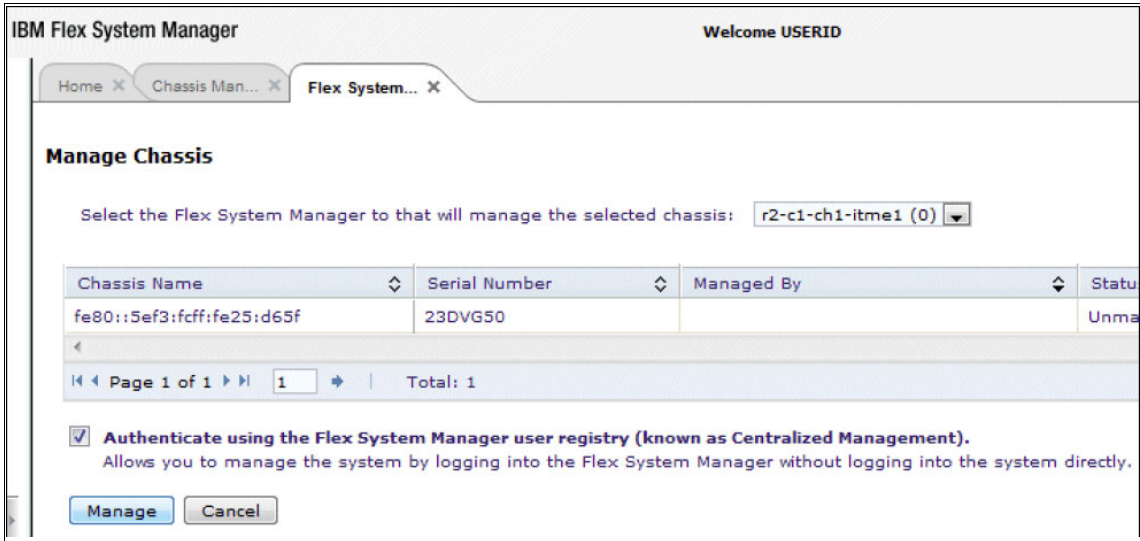 IBM Flex System Manager Welcome USERID
Home Chassis Man... Flex System...
Manage Chassis
Select the Flex System Manager to that will manage the selected chassis: r2-c1-ch1-itme1 (0)
Chassis Name Serial Number Managed By Statu
fe80::5ef3:fcff:fe25:d65f 23DVG50 Unma
Page 1 of 1 1 Total: 1
Authenticate using the Flex System Manager user registry (known as Centralized Management).
Allows you to manage the system by logging into the Flex System Manager without logging into the system directly.
Manage Cancel